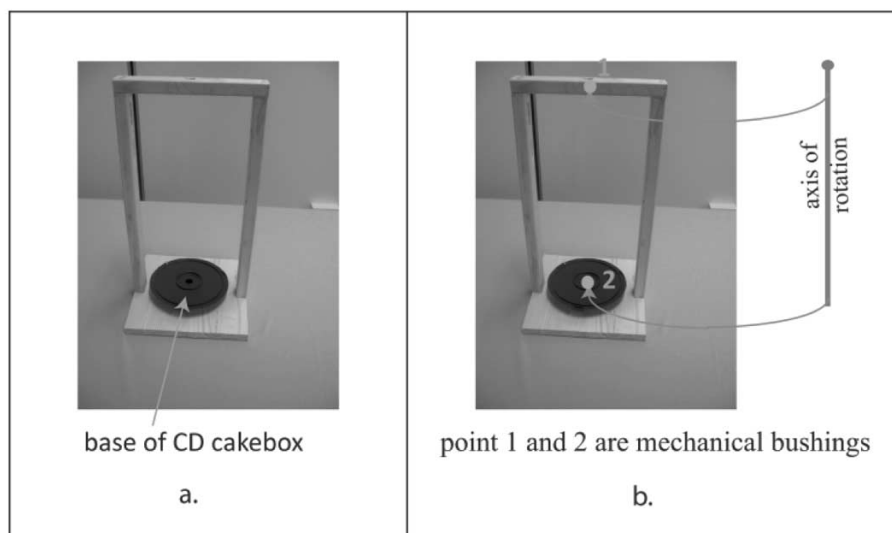 1
axis of
rotation
2
base of CD cakebox
point 1 and 2 are mechanical bushings
a.
b.